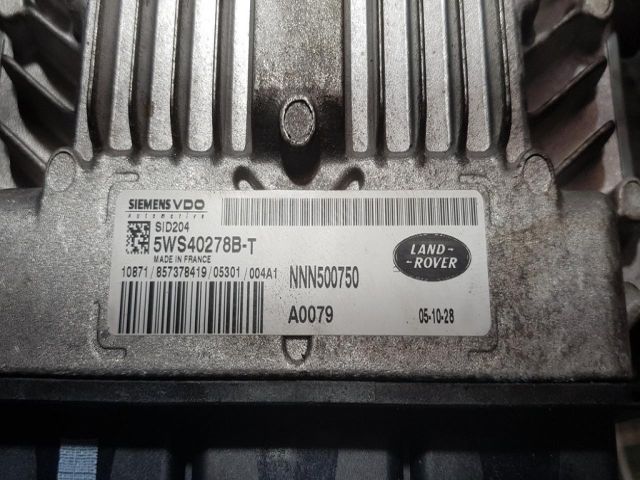 SIEMENS VDO
Automotive
SID204
5WS40278B-T
MADE IN FRANCE
10871/857378419/05301/004A1
NNN500750
A0079
LAND-
-ROVER
05-10-28